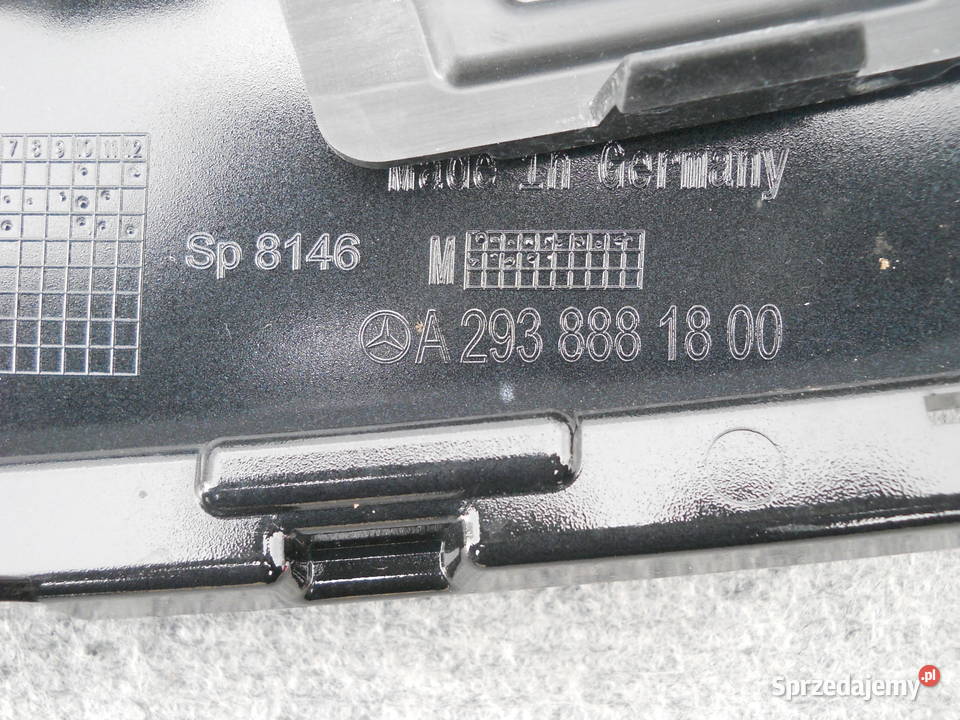 Made in Germany
7 8 9 10 11 12
Sp 8146
M
A 293 888 18 00
Sprzedajemy.pl